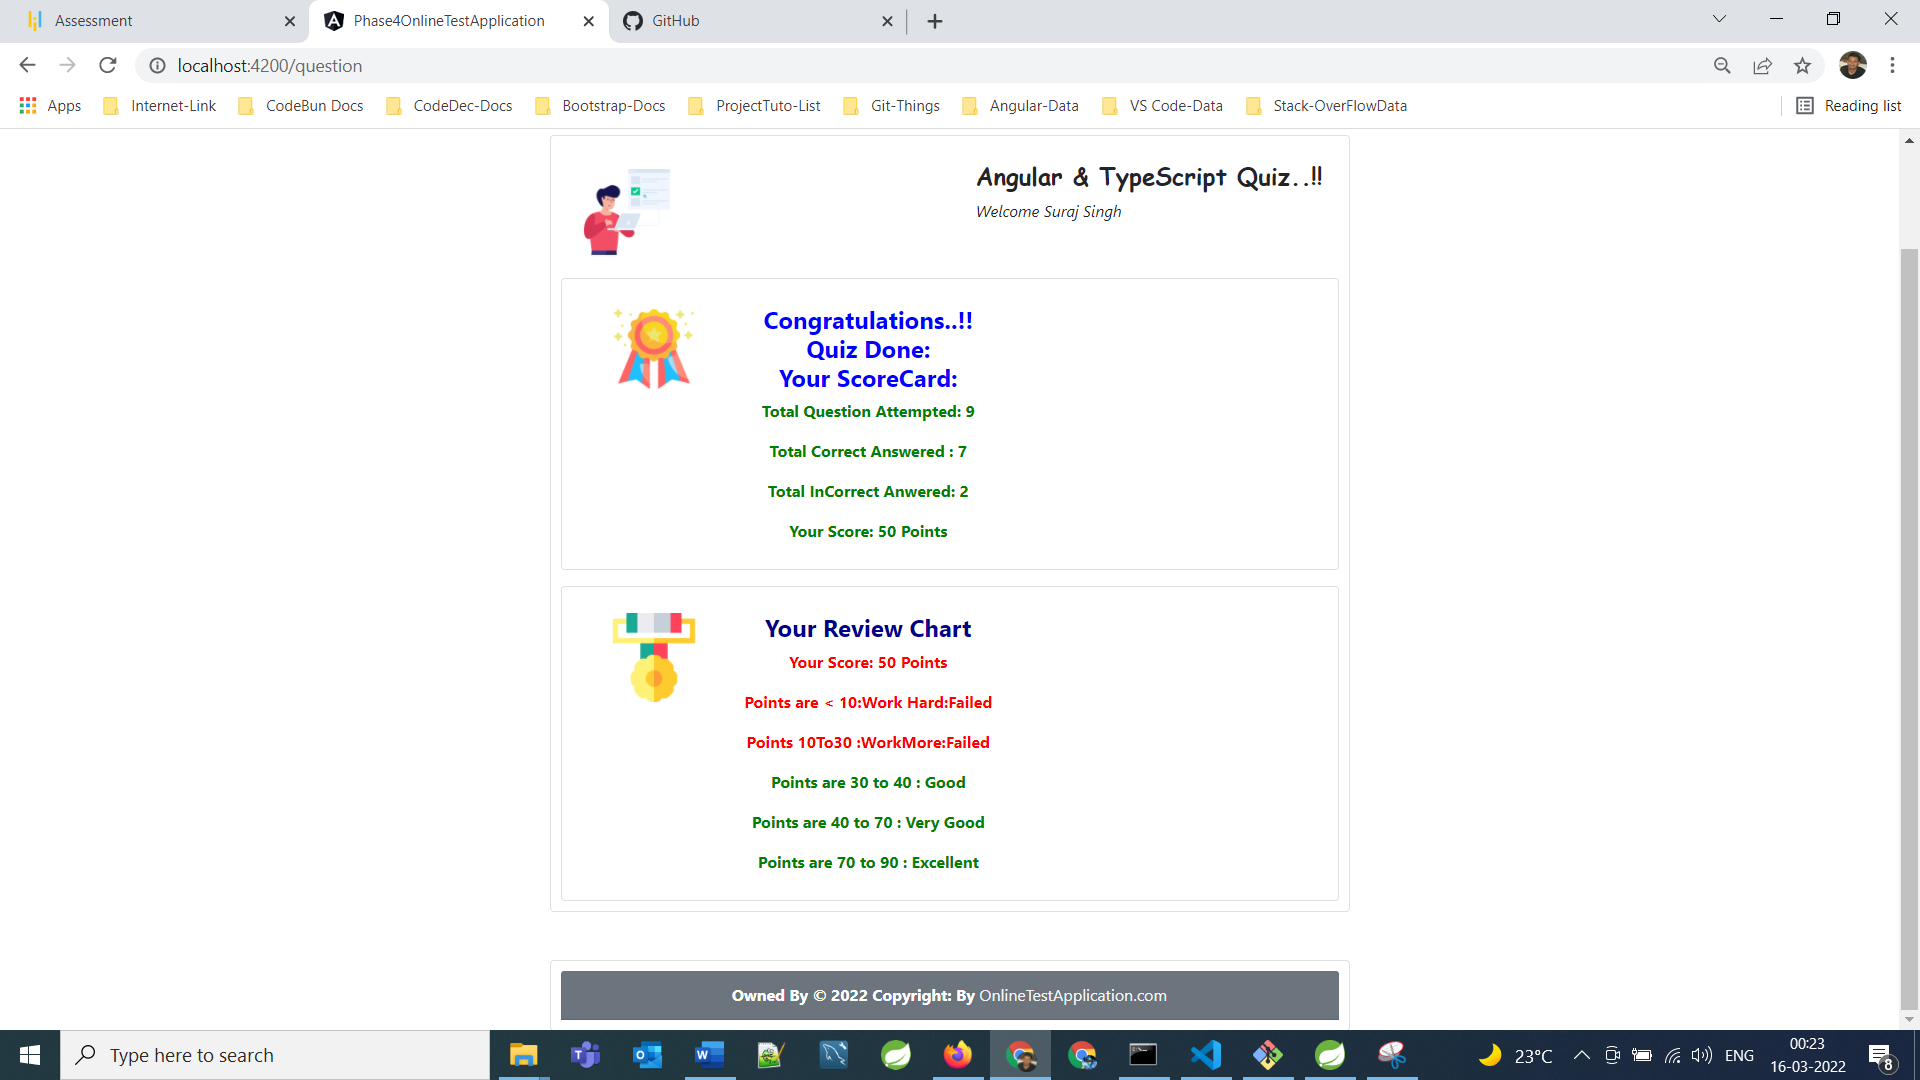 Assessment
Phase4OnlineTestApplication
GitHub
localhost:4200/question
Apps
Internet-Link
CodeBun Docs
CodeDec-Docs
Bootstrap-Docs
ProjectTuto-List
Git-Things
Angular-Data
VS Code-Data
Stack-OverFlowData
Reading list
Angular & TypeScript Quiz..!!
Welcome Suraj Singh
Congratulations..!!
Quiz Done:
Your ScoreCard:
Total Question Attempted: 9
Total Correct Answered : 7
Total InCorrect Anwered: 2
Your Score: 50 Points
Your Review Chart
Your Score: 50 Points
Points are < 10:Work Hard:Failed
Points 10To30 :WorkMore:Failed
Points are 30 to 40 : Good
Points are 40 to 70 : Very Good
Points are 70 to 90 : Excellent
Owned By © 2022 Copyright: By OnlineTestApplication.com
Type here to search
23°C
ENG
00:23
16-03-2022
8